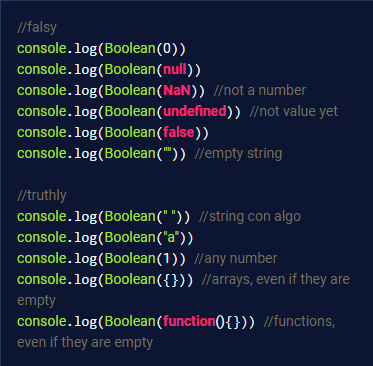 //falsy
console.log(Boolean(0))
console.log(Boolean(null))
console.log(Boolean(NaN)) //not a number
console.log(Boolean(undefined)) //not value yet
console.log(Boolean(false))
console.log(Boolean("")) //empty string
//truthly
console.log(Boolean(" ")) //string con algo
console.log(Boolean("a"))
console.log(Boolean(1)) //any number
console.log(Boolean({})) //arrays, even if they are
empty
console.log(Boolean(function(){})) //functions,
even if they are empty